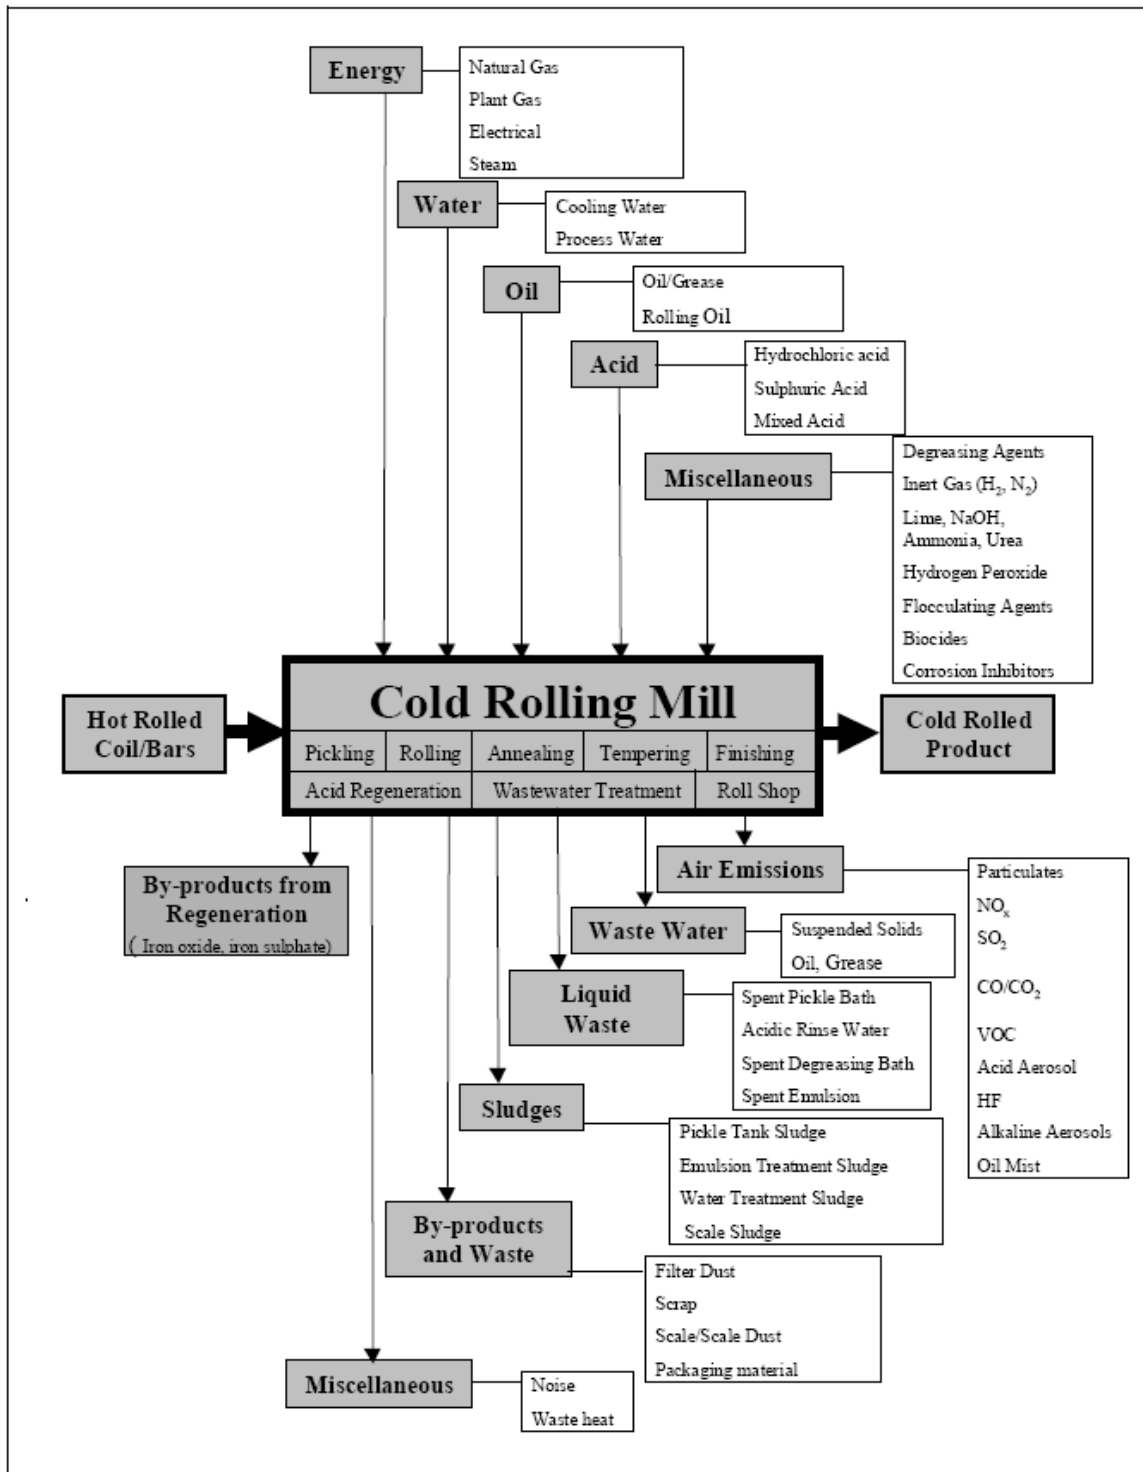 Energy
Natural Gas
Plant Gas
Electrical
Steam
Water
Cooling Water
Process Water
Oil
Oil/Grease
Rolling Oil
Acid
Hydrochloric acid
Sulphuric Acid
Mixed Acid
Miscellaneous
Degreasing Agents
Inert Gas (H₂, N₂)
Lime, NaOH,
Ammonia, Urea
Hydrogen Peroxide
Flocculating Agents
Biocides
Corrosion Inhibitors
Hot Rolled
Coil/Bars
Cold Rolling Mill
Pickling Rolling Annealing Tempering Finishing
Acid Regeneration Wastewater Treatment Roll Shop
Cold Rolled
Product
By-products from
Regeneration
( Iron oxide, iron sulphate)
Air Emissions
Particulates
NOₓ
SO₂
CO/CO₂
VOC
Acid Aerosol
HF
Alkaline Aerosols
Oil Mist
Waste Water
Suspended Solids
Oil, Grease
Liquid
Waste
Spent Pickle Bath
Acidic Rinse Water
Spent Degreasing Bath
Spent Emulsion
Sludges
Pickle Tank Sludge
Emulsion Treatment Sludge
Water Treatment Sludge
Scale Sludge
By-products
and Waste
Filter Dust
Scrap
Scale/Scale Dust
Packaging material
Miscellaneous
Noise
Waste heat